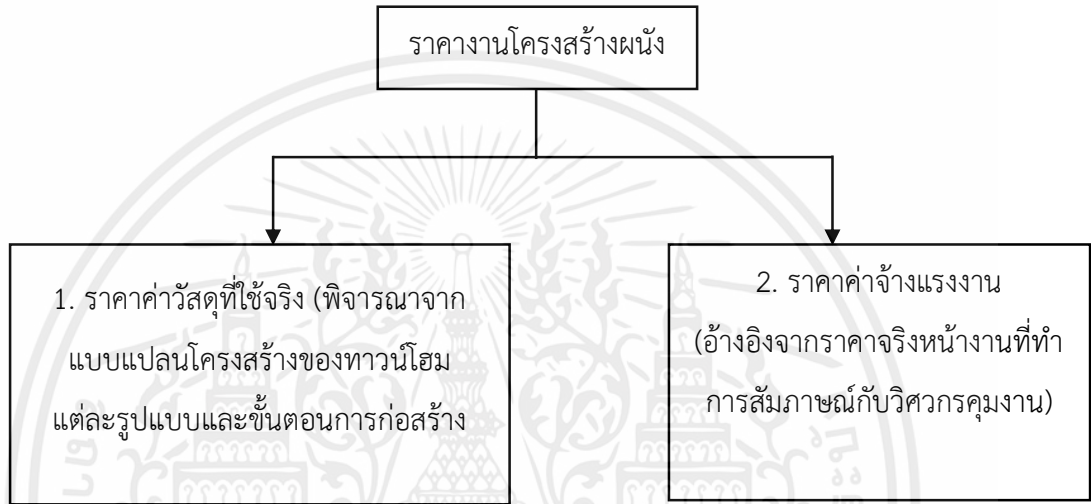 ราคางานโครงสร้างผนัง
1. ราคาค่าวัสดุที่ใช้จริง (พิจารณาจาก
แบบแปลนโครงสร้างของทาวน์โฮม
แต่ละรูปแบบและขั้นตอนการก่อสร้าง
2. ราคาค่าจ้างแรงงาน
(อ้างอิงจากราคาจริงหน้างานที่ทำ
การสัมภาษณ์กับวิศวกรคุมงาน)